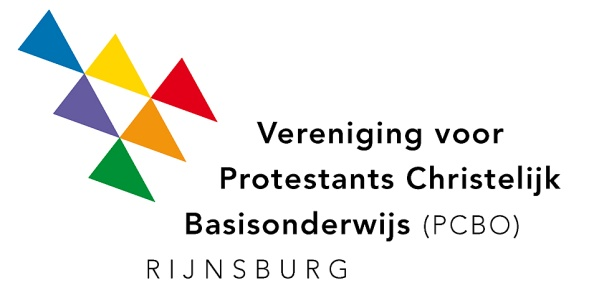 Vereniging voor
Protestants Christelijk
Basisonderwijs (PCBO)
RIJNSBURG